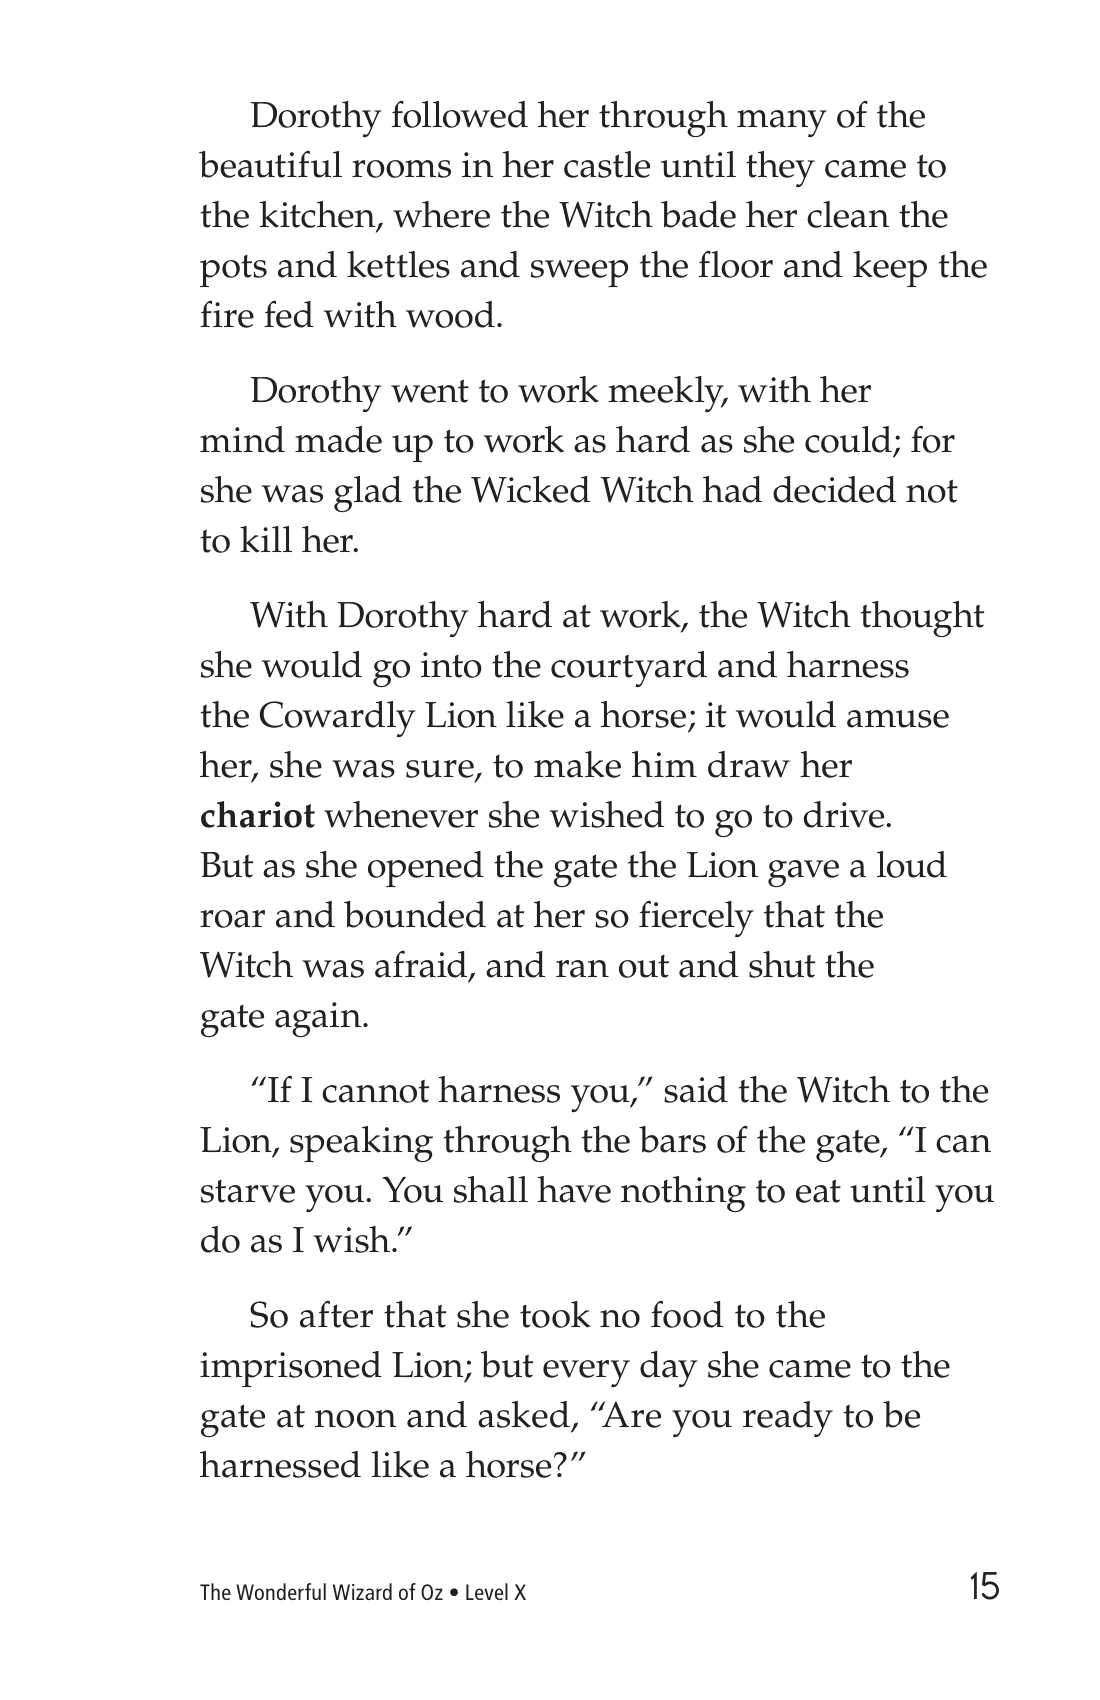 Dorothy followed her through many of the
beautiful rooms in her castle until they came to
the kitchen, where the Witch bade her clean the
pots and kettles and sweep the floor and keep the
fire fed with wood.
Dorothy went to work meekly, with her
mind made up to work as hard as she could; for
she was glad the Wicked Witch had decided not
to kill her.
With Dorothy hard at work, the Witch thought
she would go into the courtyard and harness
the Cowardly Lion like a horse; it would amuse
her, she was sure, to make him draw her
chariot whenever she wished to go to drive.
But as she opened the gate the Lion gave a loud
roar and bounded at her so fiercely that the
Witch was afraid, and ran out and shut the
gate again.
“If I cannot harness you,” said the Witch to the
Lion, speaking through the bars of the gate, “I can
starve you. You shall have nothing to eat until you
do as I wish.”
So after that she took no food to the
imprisoned Lion; but every day she came to the
gate at noon and asked, “Are you ready to be
harnessed like a horse?”
The Wonderful Wizard of Oz • Level X
15